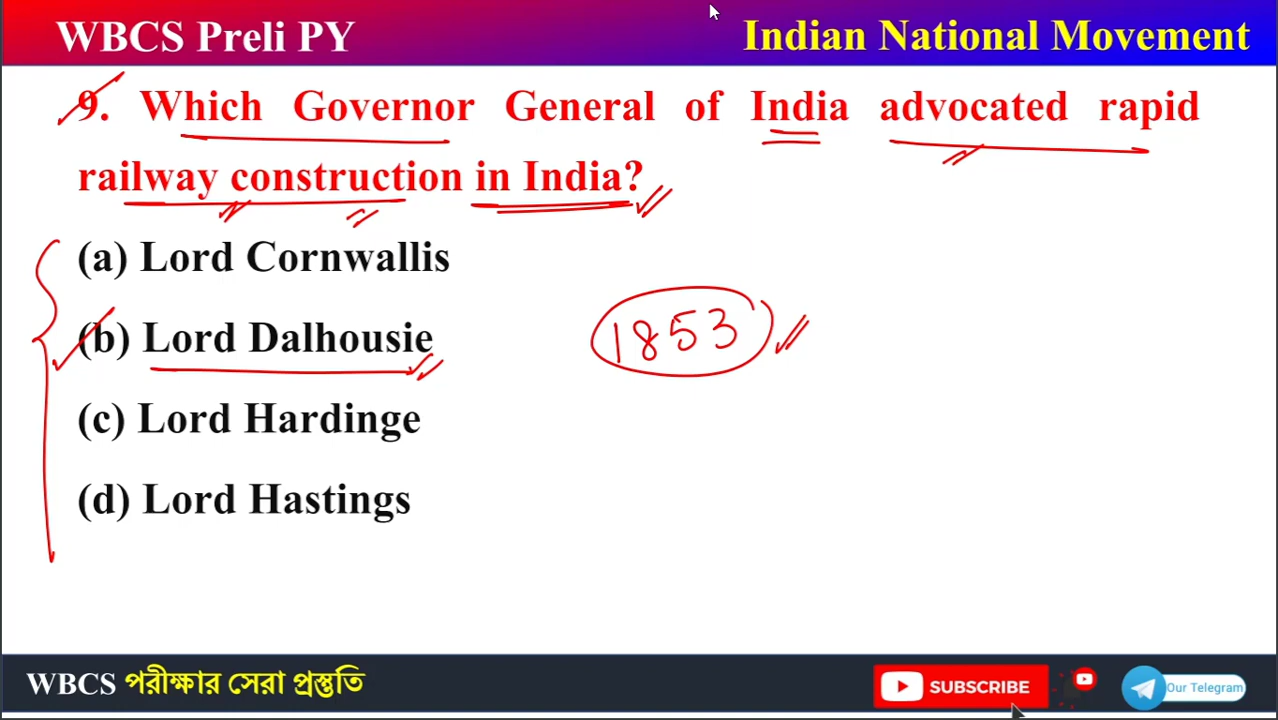 WBCS Preli PY
Indian National Movement
9. Which Governor General of India advocated rapid
railway construction in India?
(a) Lord Cornwallis
(b) Lord Dalhousie
1853
(c) Lord Hardinge
(d) Lord Hastings
WBCS পরীক্ষার সেরা প্রস্তুতি
SUBSCRIBE
Our Telegram